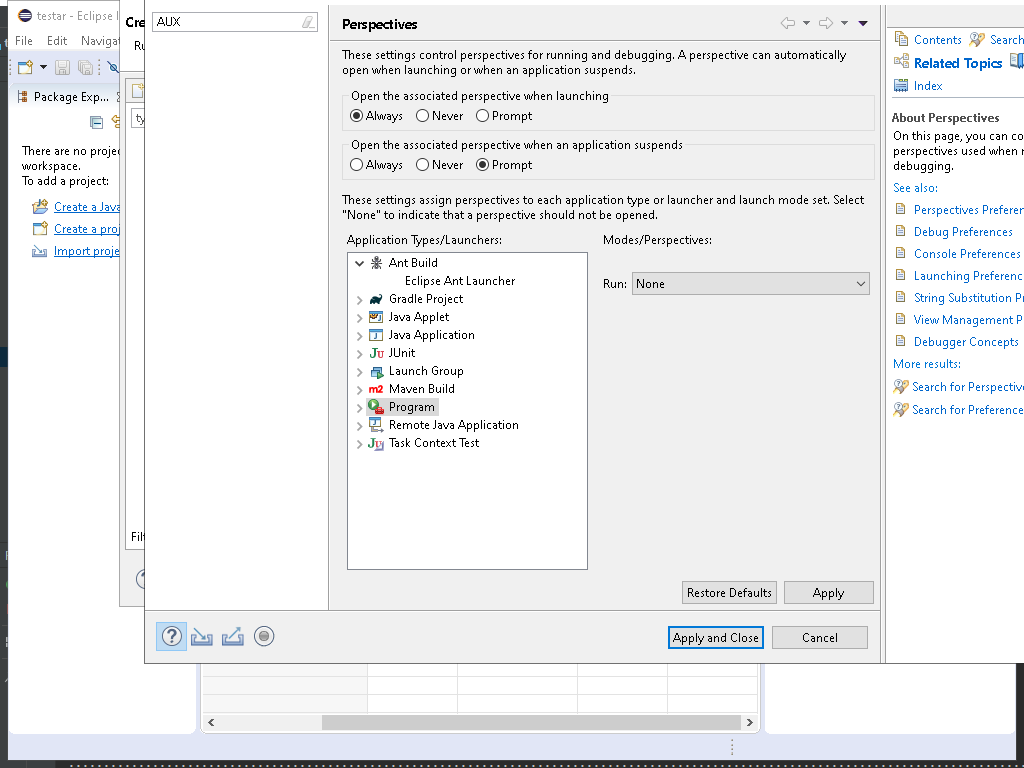 testar - Eclipse I
File Edit Naviga
Package Exp...
There are no proje
workspace.
To add a project:
Create a Java
Create a proj
Import proje
Cre
Ru
ty
Filt
AUX
Perspectives
These settings control perspectives for running and debugging. A perspective can automatically
open when launching or when an application suspends.
Open the associated perspective when launching
Always Never Prompt
Open the associated perspective when an application suspends
Always Never Prompt
These settings assign perspectives to each application type or launcher and launch mode set. Select
"None" to indicate that a perspective should not be opened.
Application Types/Launchers:
Modes/Perspectives:
Ant Build
Eclipse Ant Launcher
Gradle Project
Java Applet
Java Application
JUnit
Launch Group
Maven Build
Program
Remote Java Application
Task Context Test
Run: None
Restore Defaults Apply
Apply and Close Cancel
Contents Search
Related Topics
Index
About Perspectives
On this page, you can co
perspectives used when r
debugging.
See also:
Perspectives Preferen
Debug Preferences
Console Preferences
Launching Preferenc
String Substitution Pr
View Management P
Debugger Concepts
More results:
Search for Perspective
Search for Preference